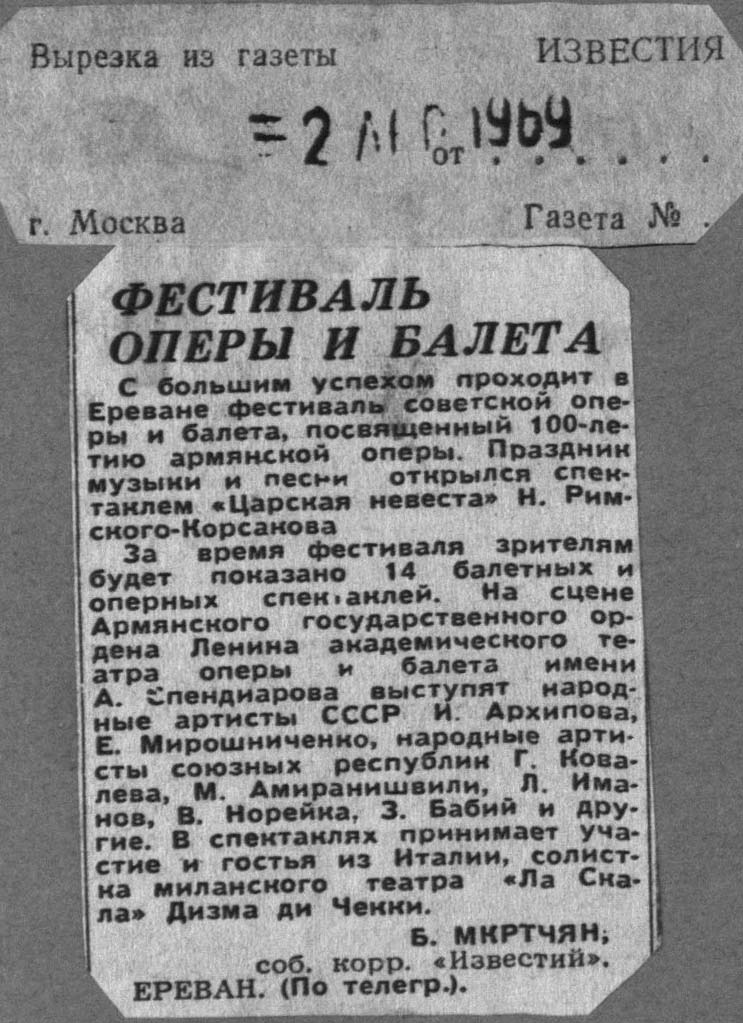 Вырезка из газеты ИЗВЕСТИЯ
= 2 1969
от . . . . . .
г. Москва Газета № .
ФЕСТИВАЛЬ
ОПЕРЫ И БАЛЕТА
С большим успехом проходит в
Ереване фестиваль советской опе-
ры и балета, посвященный 100-ле-
тию армянской оперы. Праздник
музыки и песни открылся спек-
таклем «Царская невеста» Н. Рим-
ского-Корсакова
За время фестиваля зрителям
будет показано 14 балетных и
оперных спектаклей. На сцене
Армянского государственного ор-
дена Ленина академического те-
атра оперы и балета имени
А. Спендиарова выступят народ-
ные артисты СССР И. Архипова,
Е. Мирошниченко, народные арти-
сты союзных республик Г. Кова-
лева, М. Амиранишвили, Л. Има-
нов, В. Норейка, З. Бабий и дру-
гие. В спектаклях принимает уча-
стие и гостья из Италии, солист-
ка миланского театра «Ла Ска-
ла» Дизма ди Чекки.
Б. МКРТЧЯН,
соб. корр. «Известий».
ЕРЕВАН. (По телегр.).